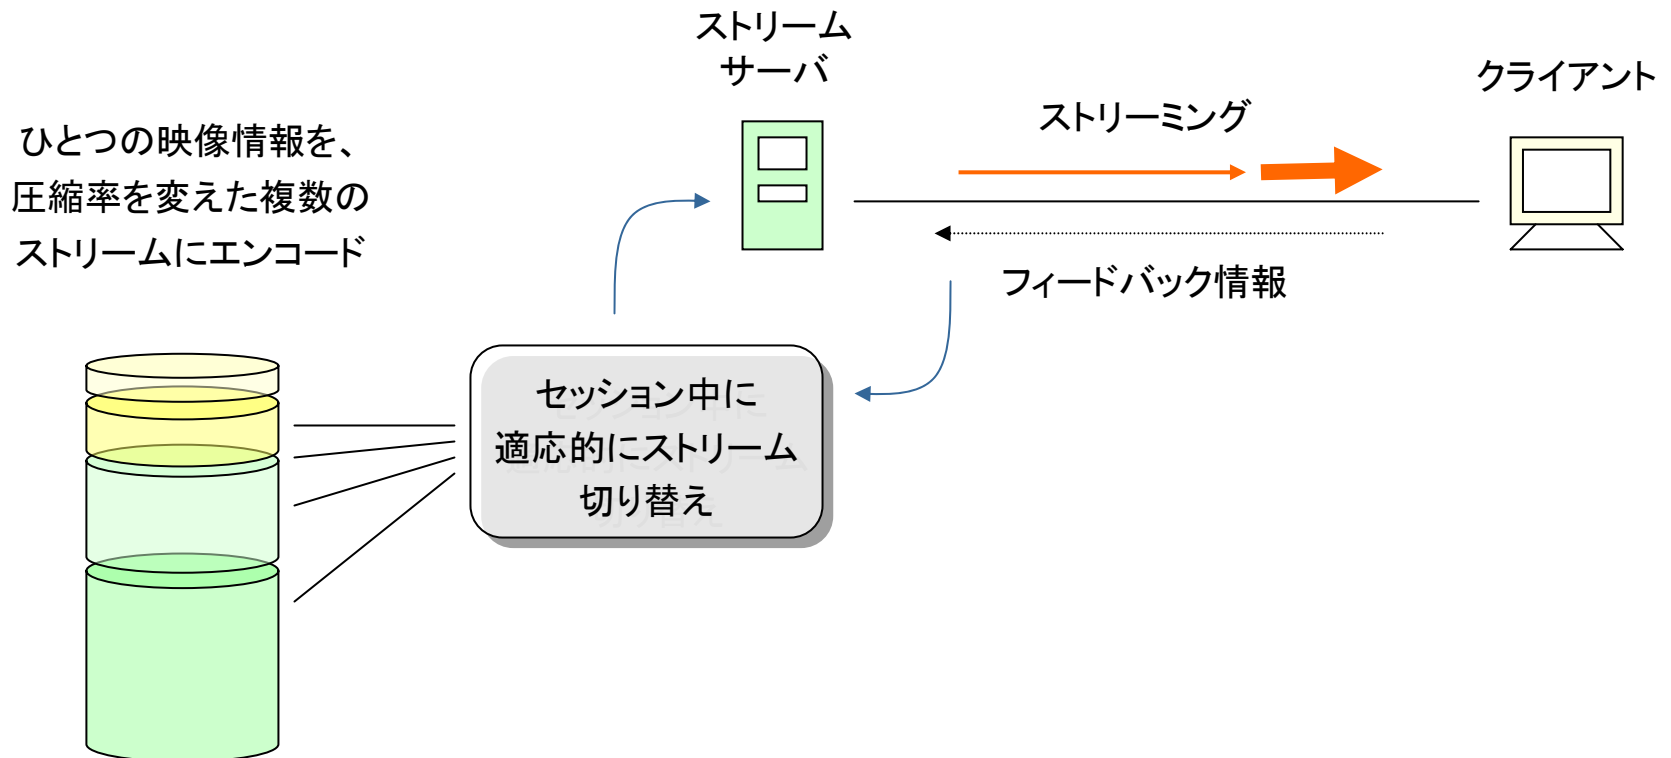 ストリーム
サーバ
クライアント
ストリーミング
ひとつの映像情報を、
圧縮率を変えた複数の
ストリームにエンコード
フィードバック情報
セッション中に
適応的にストリーム
切り替え